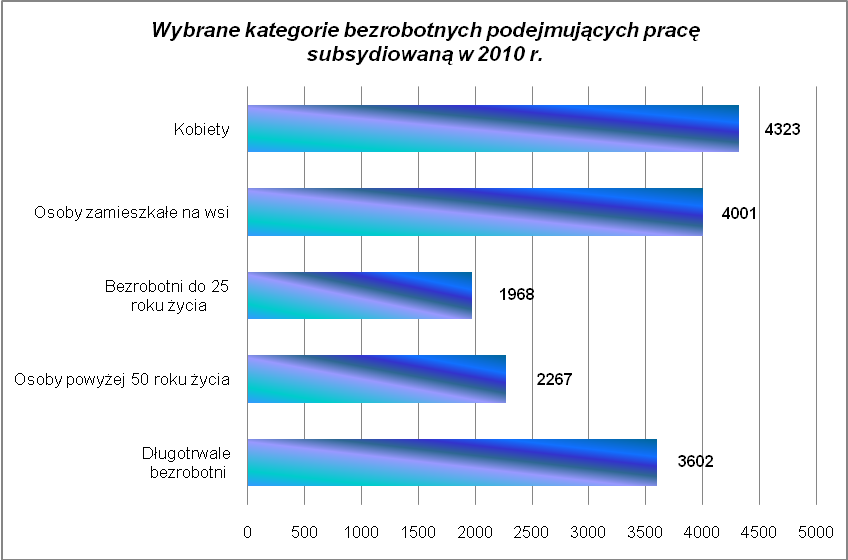 Wybrane kategorie bezrobotnych podejmujących pracę
subsydiowaną w 2010 r.
Kobiety
4323
Osoby zamieszkałe na wsi
4001
Bezrobotni do 25
roku życia
1968
Osoby powyżej 50 roku życia
2267
Długotrwale
bezrobotni
3602
0 500 1000 1500 2000 2500 3000 3500 4000 4500 5000